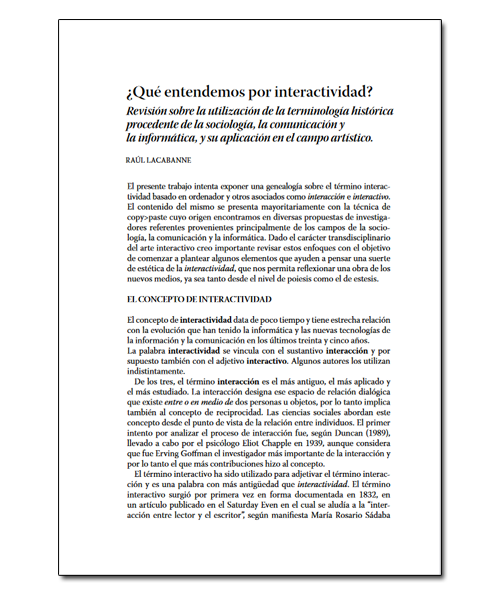 ¿Qué entendemos por interactividad?
Revisión sobre la utilización de la terminología histórica
procedente de la sociología, la comunicación y
la informática, y su aplicación en el campo artístico.
RAÚL LACABANNE
El presente trabajo intenta exponer una genealogía sobre el término interac-
tividad basado en ordenador y otros asociados como interacción e interactivo.
El contenido del mismo se presenta mayoritariamente con la técnica de
copy>paste cuyo origen encontramos en diversas propuestas de investiga-
dores referentes provenientes principalmente de los campos de la socio-
logía, la comunicación y la informática. Dado el carácter transdisciplinario
del arte interactivo creo importante revisar estos enfoques con el objetivo
de comenzar a plantear algunos elementos que ayuden a pensar una suerte
de estética de la interactividad, que nos permita reflexionar una obra de los
nuevos medios, ya sea tanto desde el nivel de poiesis como el de estesis.
EL CONCEPTO DE INTERACTIVIDAD
El concepto de interactividad data de poco tiempo y tiene estrecha relación
con la evolución que han tenido la informática y las nuevas tecnologías de
la información y la comunicación en los últimos treinta y cinco años.
La palabra interactividad se vincula con el sustantivo interacción y por
supuesto también con el adjetivo interactivo. Algunos autores los utilizan
indistintamente.
De los tres, el término interacción es el más antiguo, el más aplicado y
el más estudiado. La interacción designa ese espacio de relación dialógica
que existe entre o en medio de dos personas u objetos, por lo tanto implica
también al concepto de reciprocidad. Las ciencias sociales abordan este
concepto desde el punto de vista de la relación entre individuos. El primer
intento por analizar el proceso de interacción fue, según Duncan (1989),
llevado a cabo por el psicólogo Eliot Chapple en 1939, aunque considera
que fue Erving Goffman el investigador más importante de la interacción y
por lo tanto el que más contribuciones hizo al concepto.
El término interactivo ha sido utilizado para adjetivar el término interac-
ción y es una palabra con más antigüedad que interactividad. El término
interactivo surgió por primera vez en forma documentada en 1832, en
un artículo publicado en el Saturday Even en el cual se aludía a la "inter-
acción entre lector y el escritor", según manifiesta María Rosario Sádaba